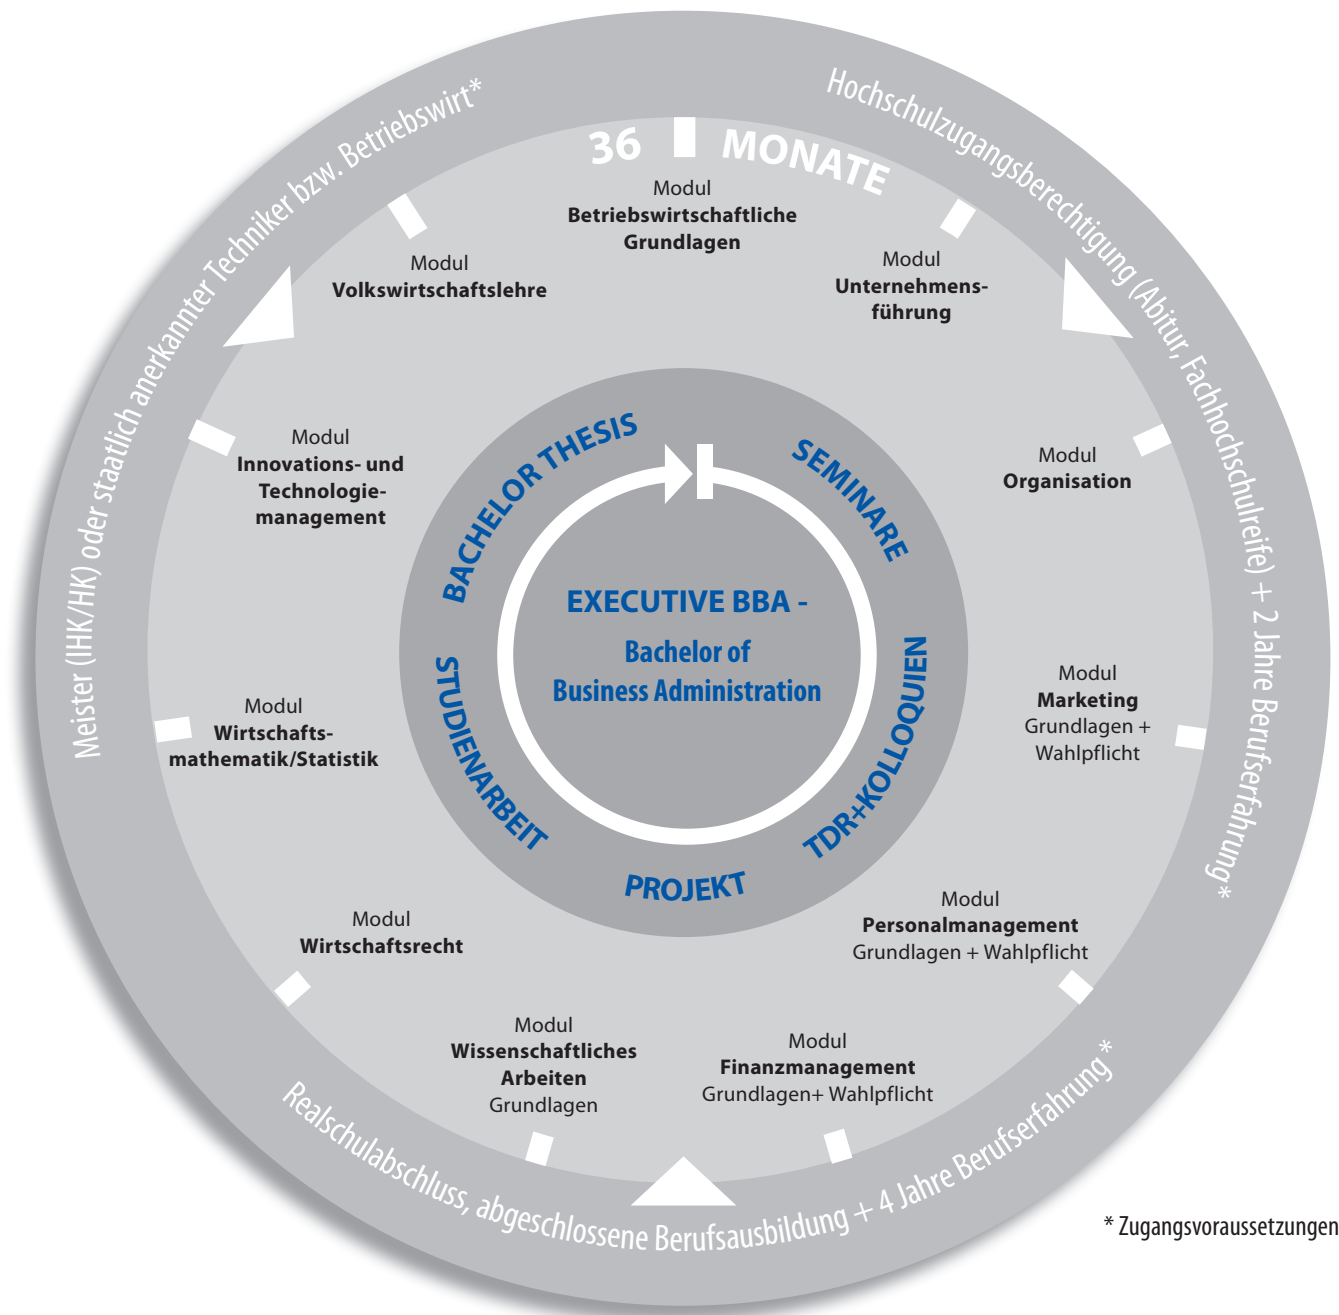 Meister (IHK/HK) oder staatlich anerkannter Techniker bzw. Betriebswirt*
Hochschulzugangsberechtigung (Abitur, Fachhochschulreife) + 2 Jahre Berufserfahrung*
Realschulabschluss, abgeschlossene Berufsausbildung + 4 Jahre Berufserfahrung*
36 MONATE
Modul
Betriebswirtschaftliche
Grundlagen
Modul
Unternehmens-
führung
Modul
Organisation
Modul
Marketing
Grundlagen +
Wahlpflicht
Modul
Personalmanagement
Grundlagen + Wahlpflicht
Modul
Finanzmanagement
Grundlagen+ Wahlpflicht
Modul
Wissenschaftliches
Arbeiten
Grundlagen
Modul
Wirtschaftsrecht
Modul
Wirtschafts-
mathematik/Statistik
Modul
Innovations- und
Technologie-
management
Modul
Volkswirtschaftslehre
SEMINARE
TDR+KOLLOQUIEN
PROJEKT
STUDIENARBEIT
BACHELOR THESIS
EXECUTIVE BBA -
Bachelor of
Business Administration
* Zugangsvoraussetzungen